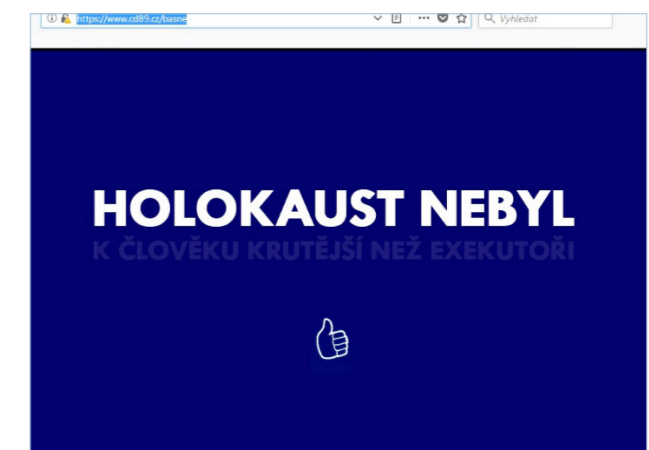 https://www.cd89.cz/basne
Vyhledat
HOLOKAUST NEBYL
K ČLOVĚKU KRUTĚJŠÍ NEŽ EXEKUTOŘI